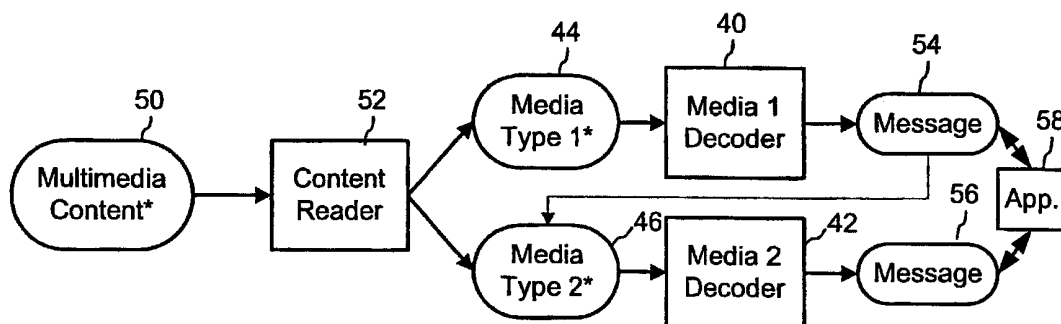 50
Multimedia
Content*
52
Content
Reader
44
Media
Type 1*
40
Media 1
Decoder
54
Message
46
Media
Type 2*
42
Media 2
Decoder
56
Message
58
App.